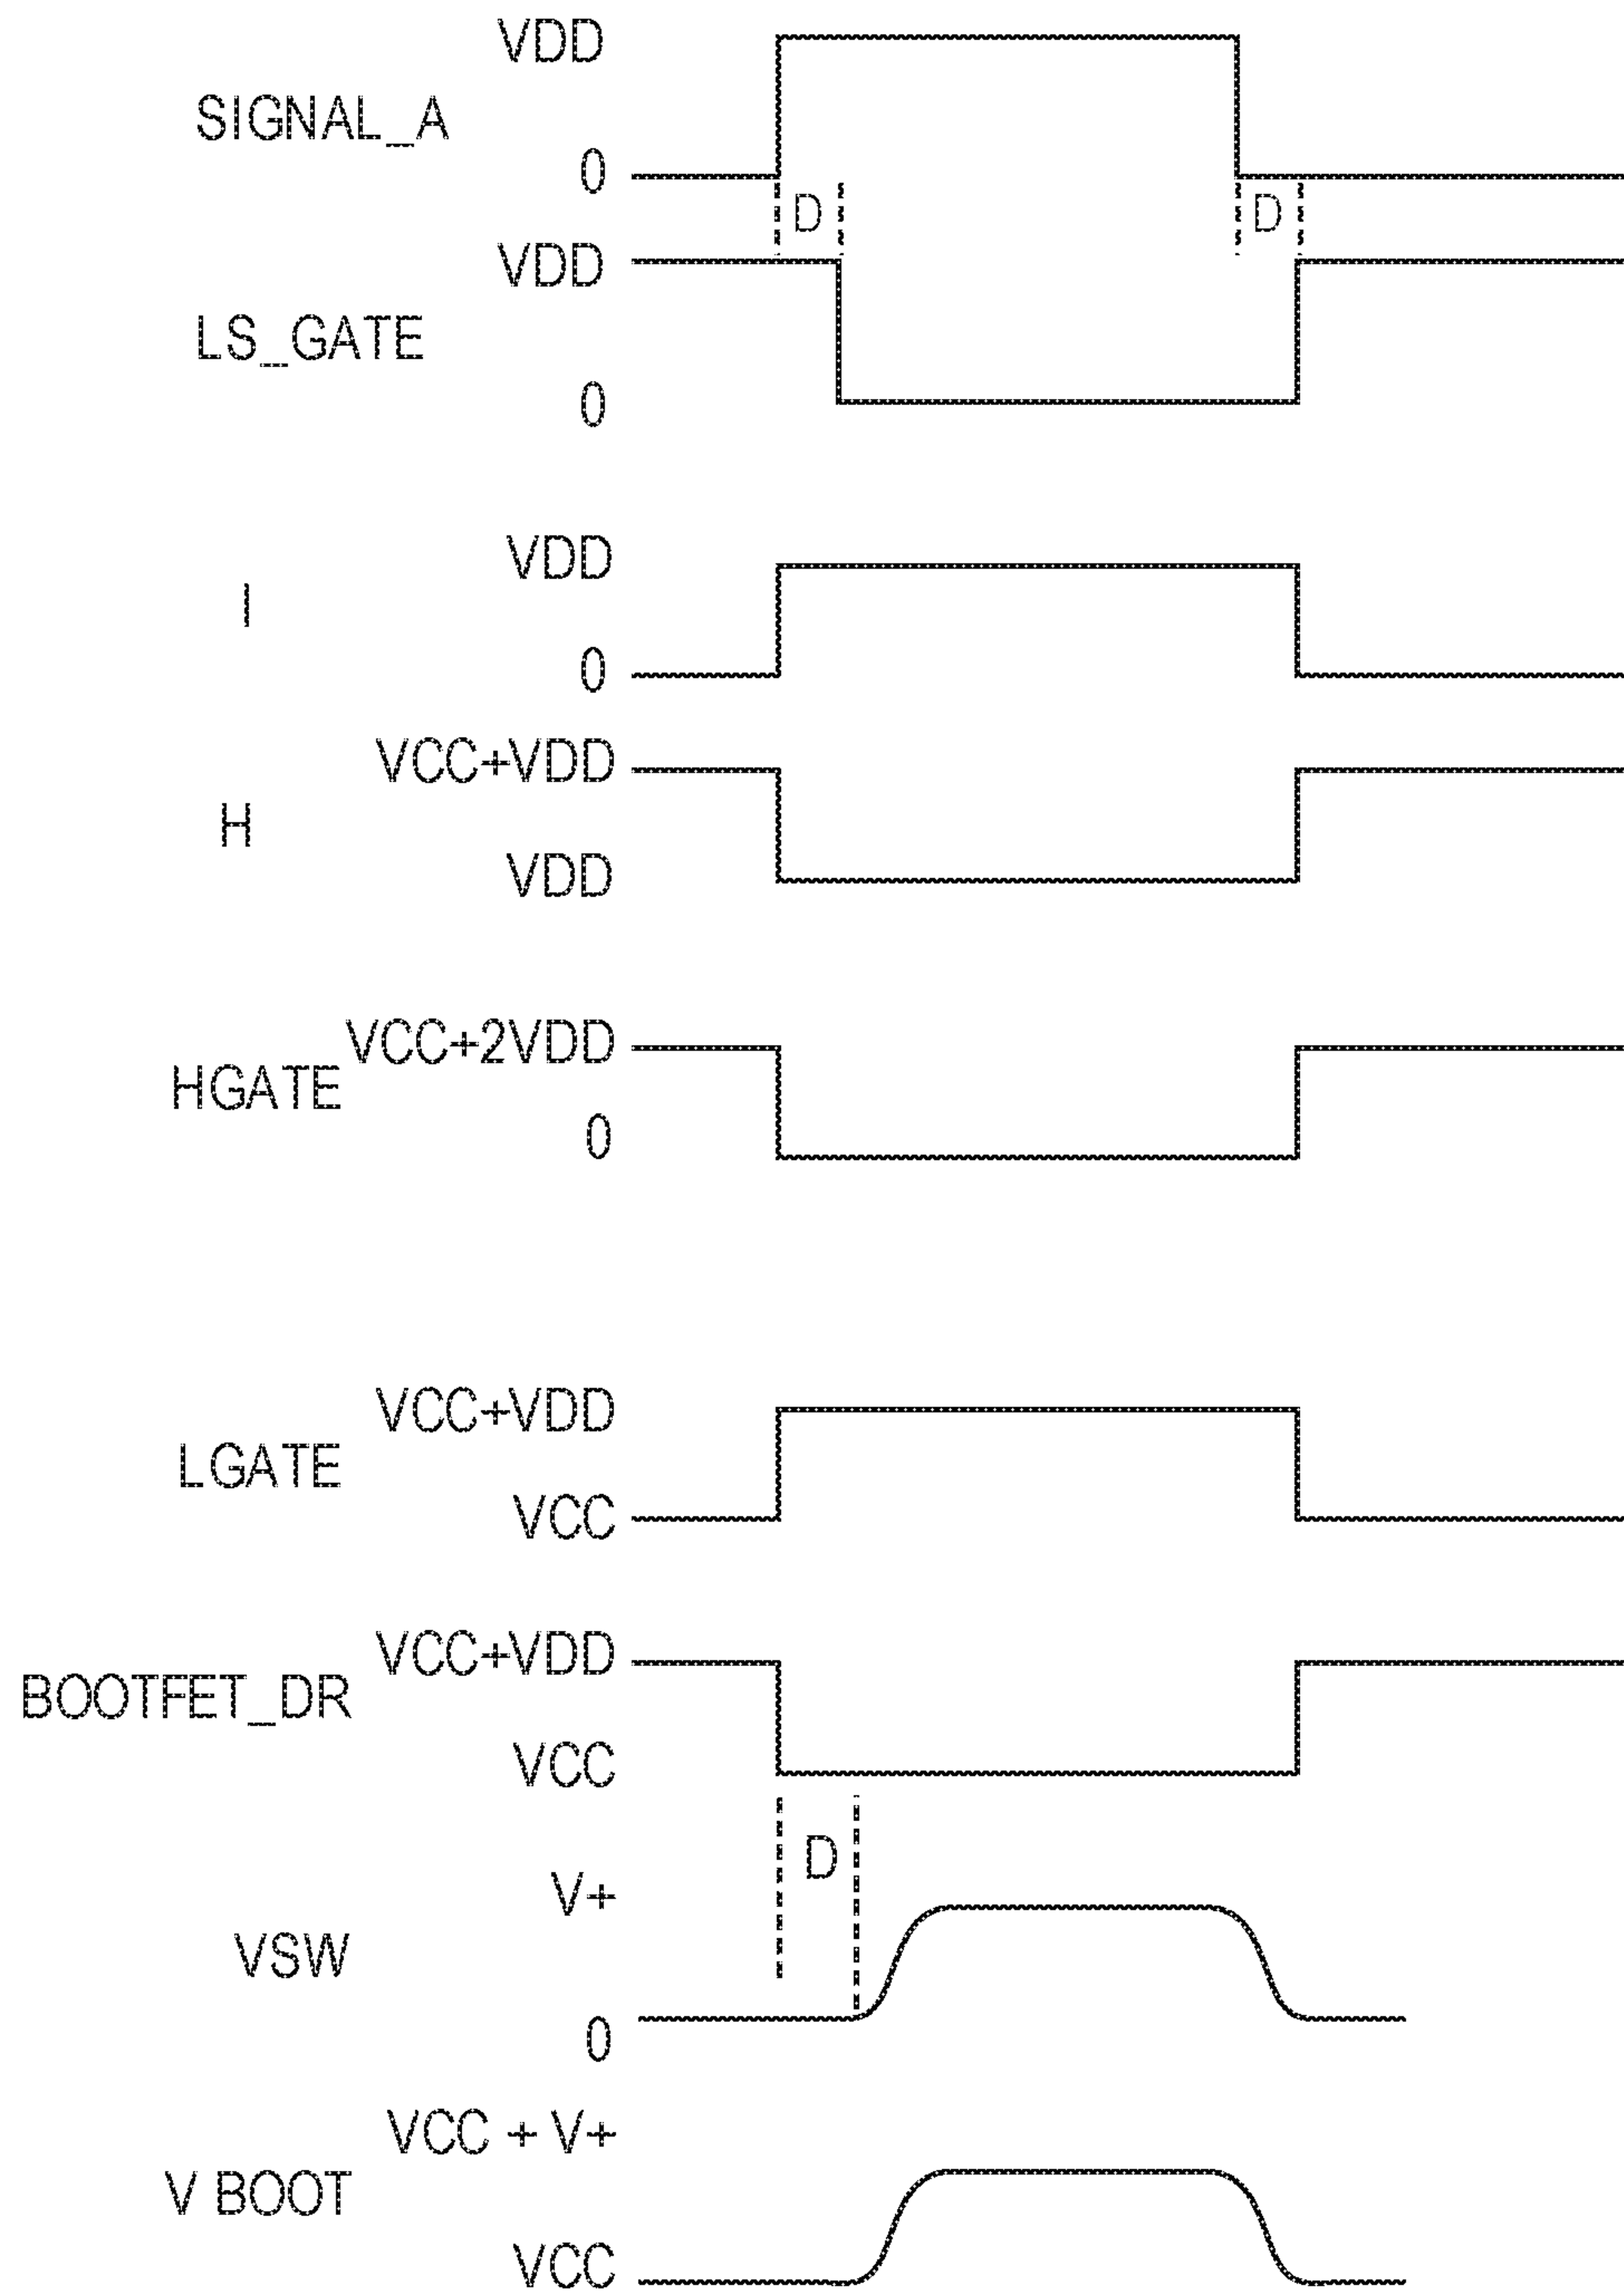 VDD
SIGNAL_A
0
D D
VDD
LS_GATE
0
VDD
I
0
VCC+VDD
H
VDD
VCC+2VDD
HGATE
0
VCC+VDD
LGATE
VCC
VCC+VDD
BOOTFET_DR
VCC
D
V+
VSW
0
VCC + V+
V BOOT
VCC